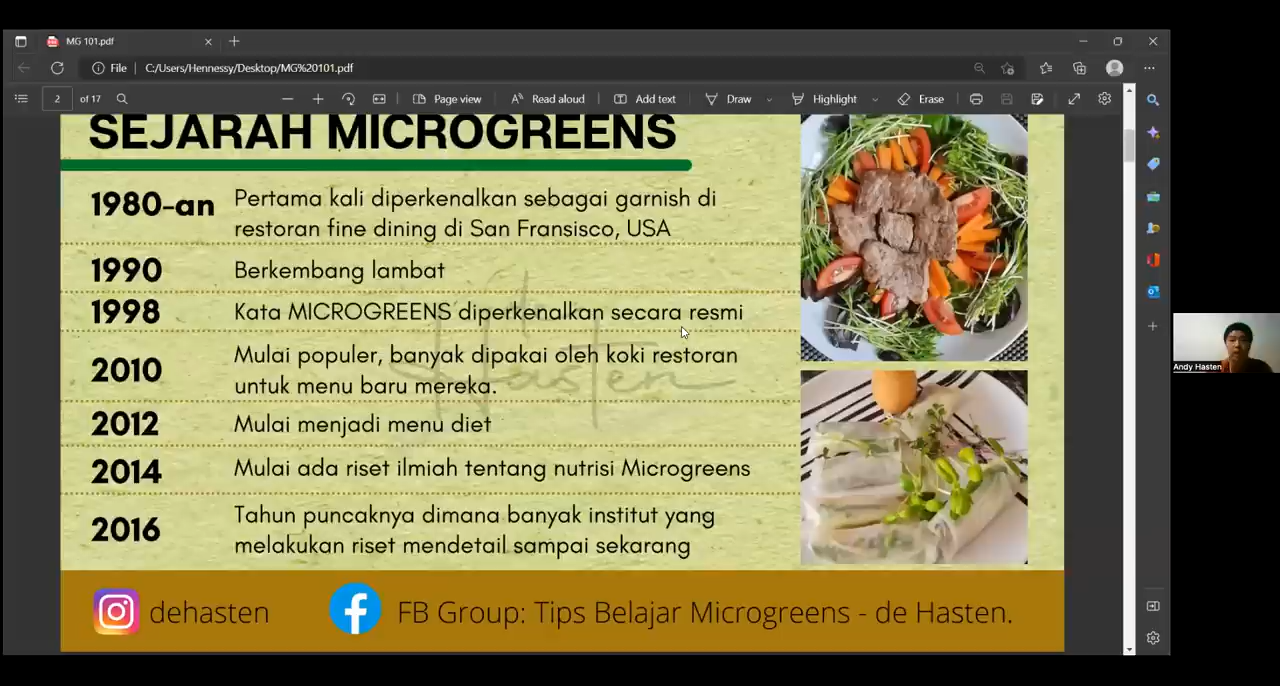 MG 101.pdf
File
C:/Users/Hennessy/Desktop/MG%20101.pdf
2 of 17
Page view
Read aloud
Add text
Draw
Highlight
Erase
SEJARAH MICROGREENS
1980-an Pertama kali diperkenalkan sebagai garnish di
restoran fine dining di San Fransisco, USA
1990 Berkembang lambat
1998 Kata MICROGREENS diperkenalkan secara resmi
2010 Mulai populer, banyak dipakai oleh koki restoran
untuk menu baru mereka.
2012 Mulai menjadi menu diet
2014 Mulai ada riset ilmiah tentang nutrisi Microgreens
2016 Tahun puncaknya dimana banyak institut yang
melakukan riset mendetail sampai sekarang
de
Hasten
dehasten
FB Group: Tips Belajar Microgreens - de Hasten.
Andy Hasten